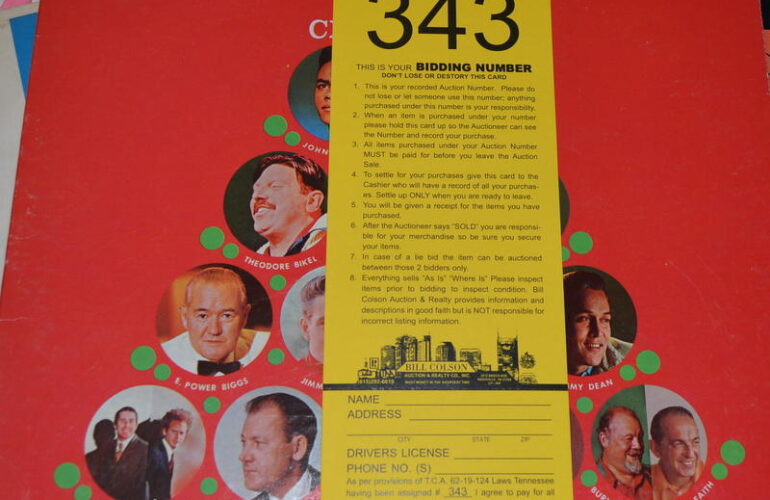 CH
343
THIS IS YOUR BIDDING NUMBER
DON'T LOSE OR DESTORY THIS CARD
1. This is your recorded Auction Number. Please do
not lose or let someone use this number; anything
purchased under this number is your responsibility.
2. When an item is purchased under your number
please hold this card up so the Auctioneer can see
the Number and record your purchase.
3. All items purchased under your Auction Number
MUST be paid for before you leave the Auction
Sale.
4. To settle for your purchases give this card to the
Cashier who will have a record of all your purchas-
es. Settle up ONLY when you are ready to leave.
5. You will be given a receipt for the items you have
purchased.
6. After the Auctioneer says "SOLD" you are responsi-
ble for your merchandise so be sure you secure
your items.
7. In case of a tie bid the item can be auctioned
between those 2 bidders only.
8. Everything sells "As Is" "Where Is" Please inspect
items prior to bidding to inspect condition. Bill
Colson Auction & Realty provides information and
descriptions in good faith but is NOT responsible for
incorrect listing information.
BILL COLSON
AUCTION & REALTY CO., INC.
NAME
ADDRESS
CITY STATE ZIP
DRIVERS LICENSE
PHONE NO. (S)
As per provisions of T.C.A. 62-19-124 Laws Tennessee
having been assigned # 343 I agree to pay for all
JOHN
THEODORE BIKEL
E. POWER BIGGS
JIMM
MY DEAN
BUR
FAITH